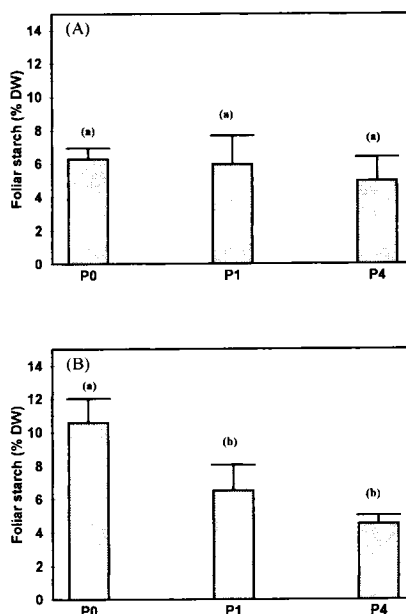 (A)
14
12
10
8
6
4
2
0
Foliar starch (% DW)
(a)
(a)
(a)
P0
P1
P4
(B)
14
12
10
8
6
4
2
0
Foliar starch (% DW)
(a)
(b)
(b)
P0
P1
P4